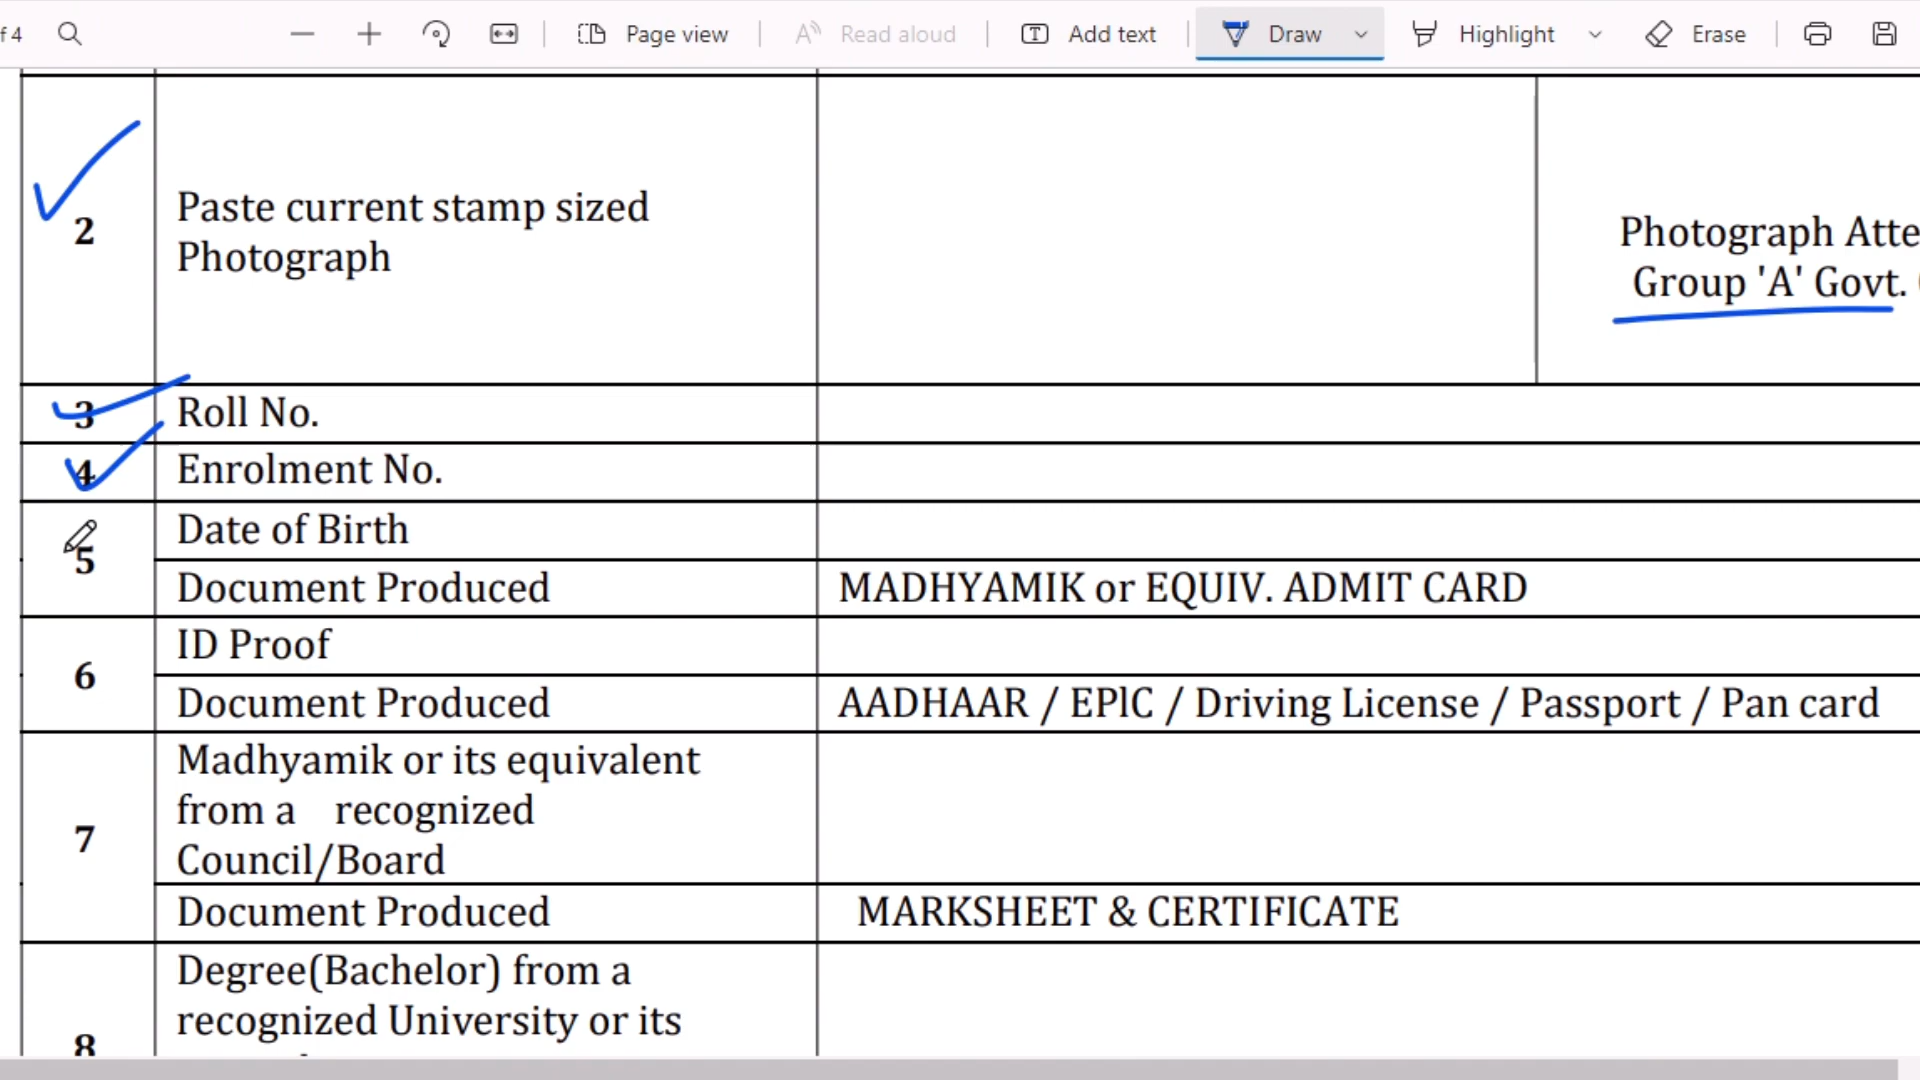 f 4
Page view
Read aloud
Add text
Draw
Highlight
Erase
2
Paste current stamp sized
Photograph
Photograph Atte
Group 'A' Govt.
3
Roll No.
4
Enrolment No.
5
Date of Birth
Document Produced
MADHYAMIK or EQUIV. ADMIT CARD
6
ID Proof
Document Produced
AADHAAR / EPlC / Driving License / Passport / Pan card
7
Madhyamik or its equivalent
from a recognized
Council/Board
Document Produced
MARKSHEET & CERTIFICATE
8
Degree(Bachelor) from a
recognized University or its